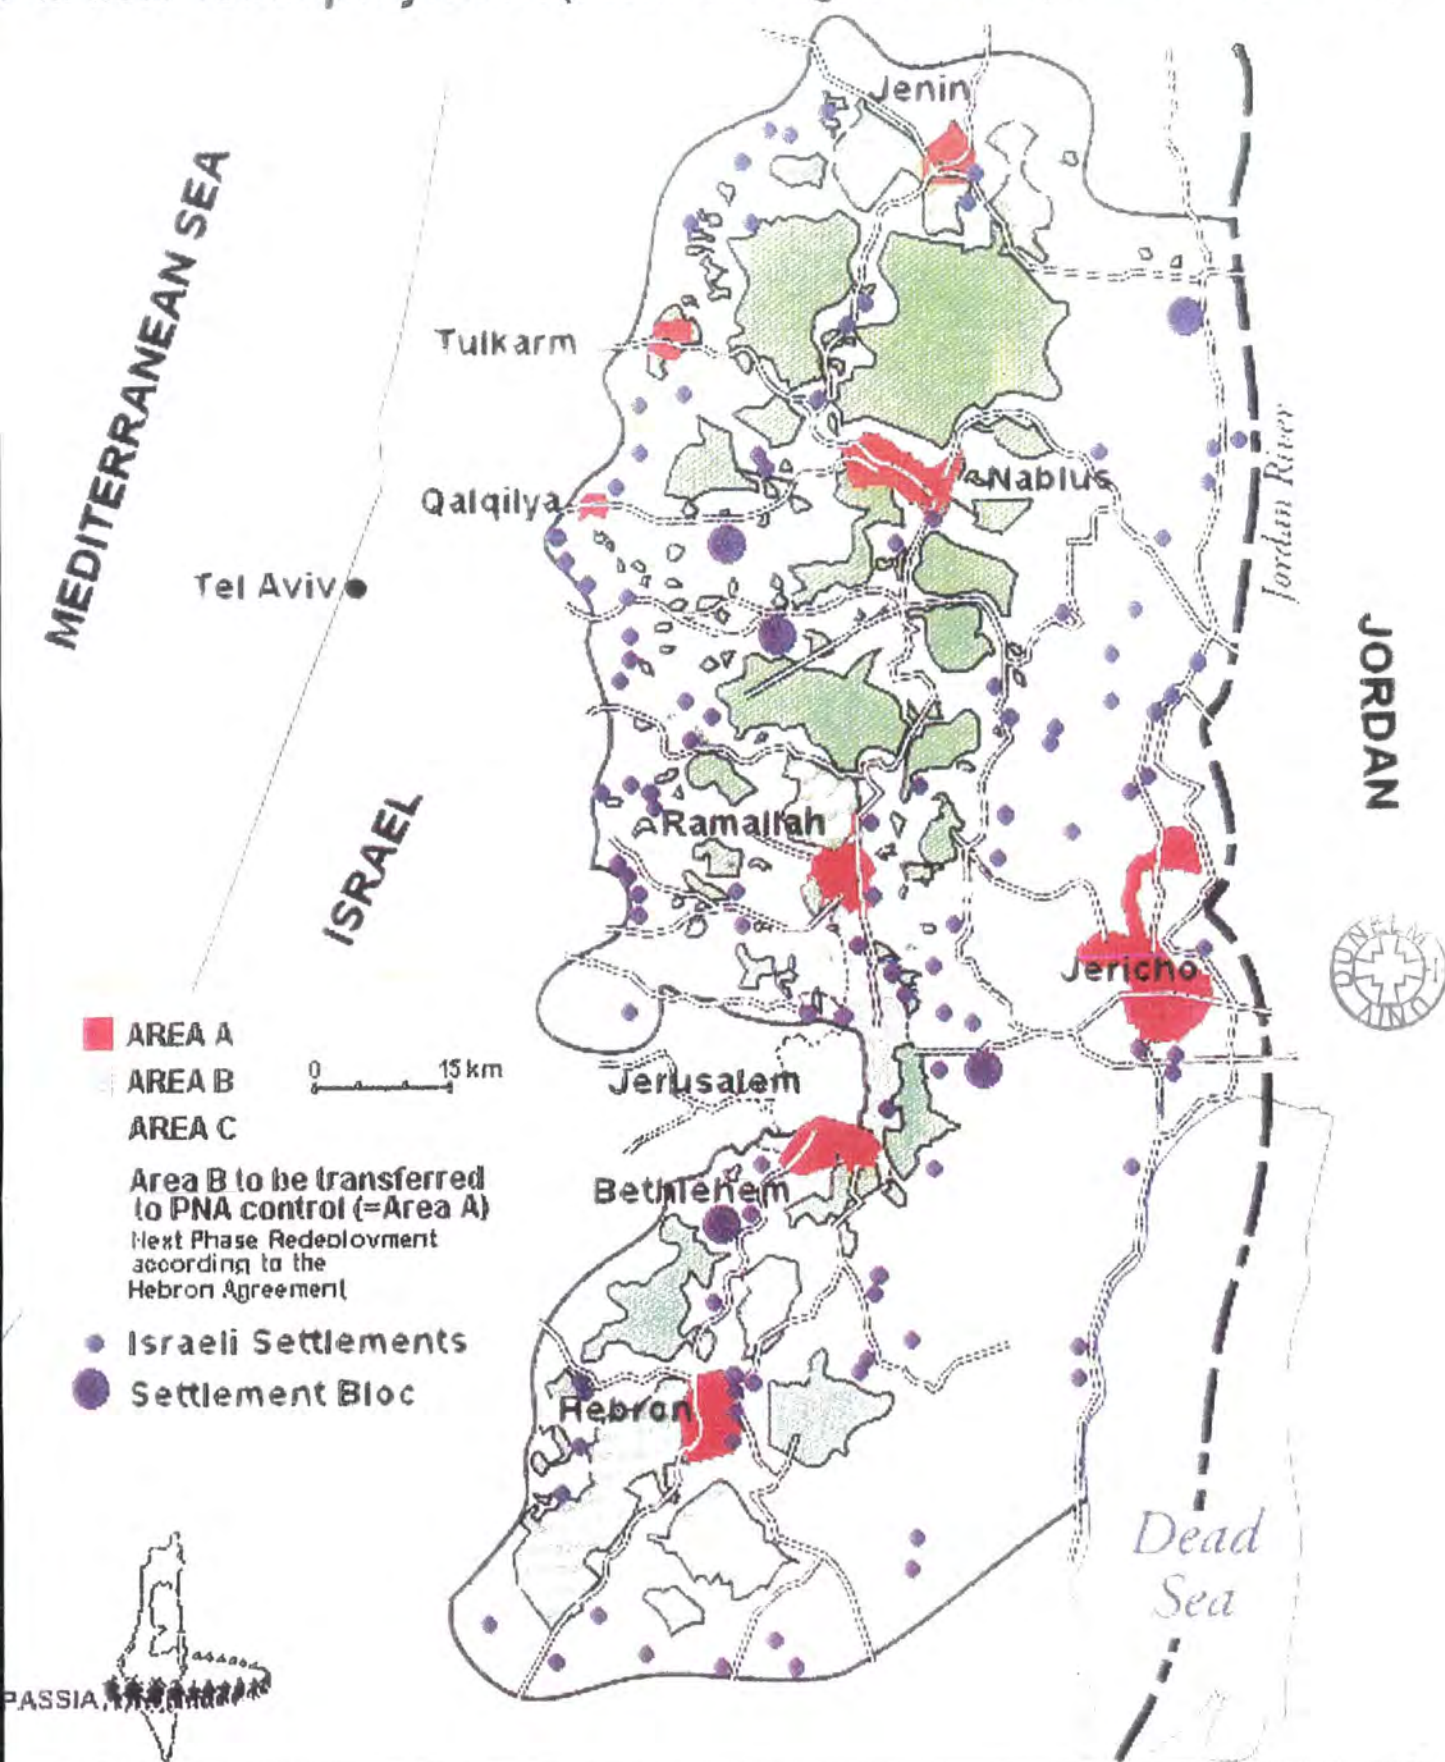 Jenin
MEDITERRANEAN SEA
Tulkarm
Jordan River
Nablus
Qalqilya
Tel Aviv
JORDAN
ISRAEL
Ramallah
Jericho
AREA A
AREA B
0 15 km
Jerusalem
AREA C
Area B to be transferred
to PNA control (=Area A)
Next Phase Redeployment
according to the
Hebron Agreement
Bethlehem
Israeli Settlements
Settlement Bloc
Hebron
Dead
Sea
PASSIA